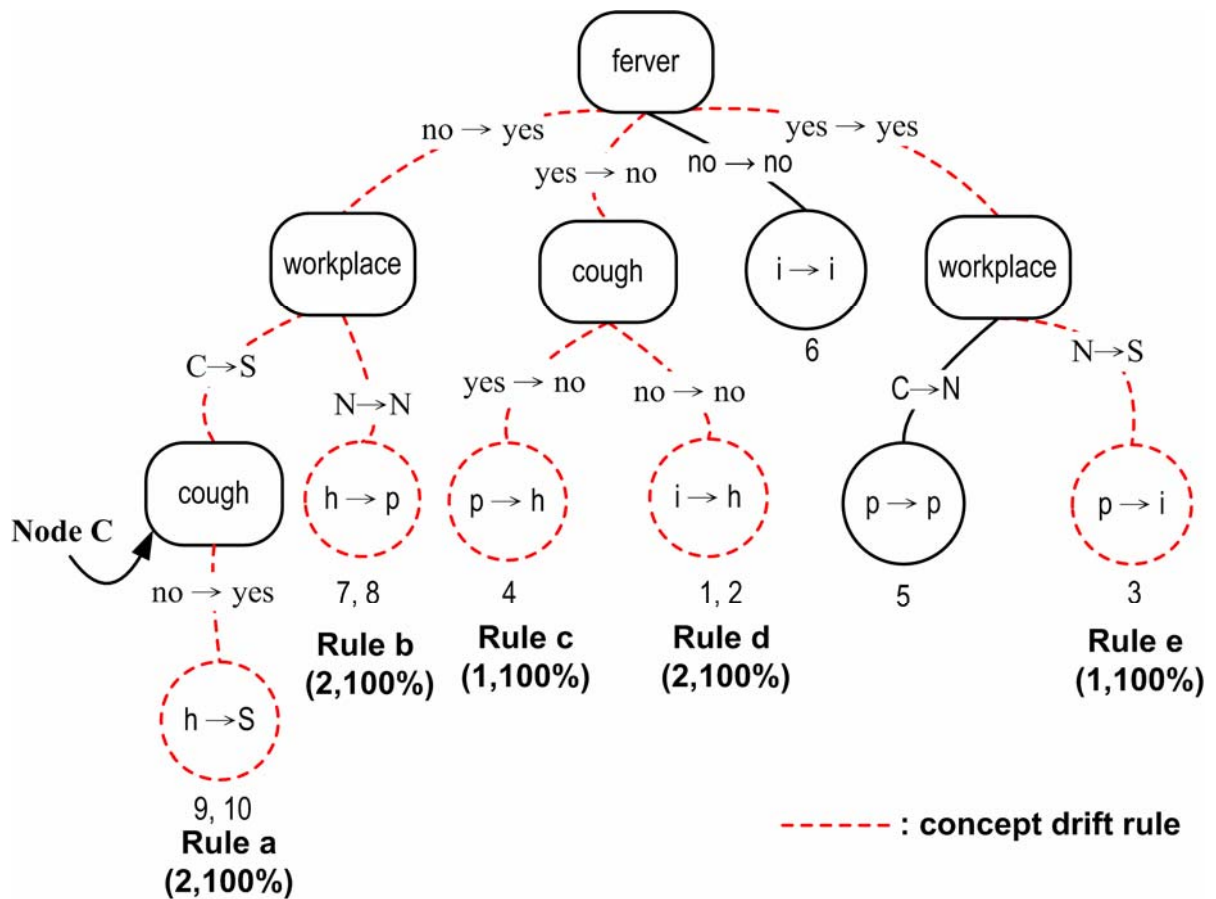 ferver
no → yes
yes → no
no → no
yes → yes
workplace
cough
i → i
workplace
6
C→S
N→N
yes → no
no → no
C→N
N→S
cough
h → p
p → h
i → h
p → p
p → i
Node C
no → yes
7, 8
4
1, 2
5
3
Rule b
(2,100%)
Rule c
(1,100%)
Rule d
(2,100%)
Rule e
(1,100%)
h →S
9, 10
Rule a
(2,100%)
: concept drift rule